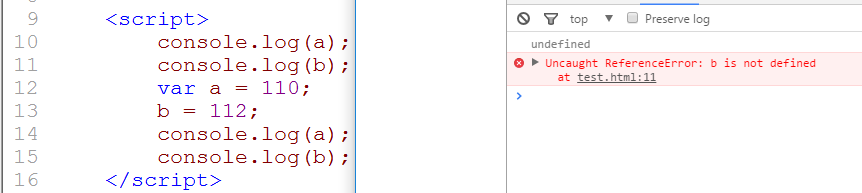 9 <script>
10 console.log(a);
11 console.log(b);
12 var a = 110;
13 b = 112;
14 console.log(a);
15 console.log(b);
16 </script>
top ▼ Preserve log
undefined
Uncaught ReferenceError: b is not defined
at test.html:11
>